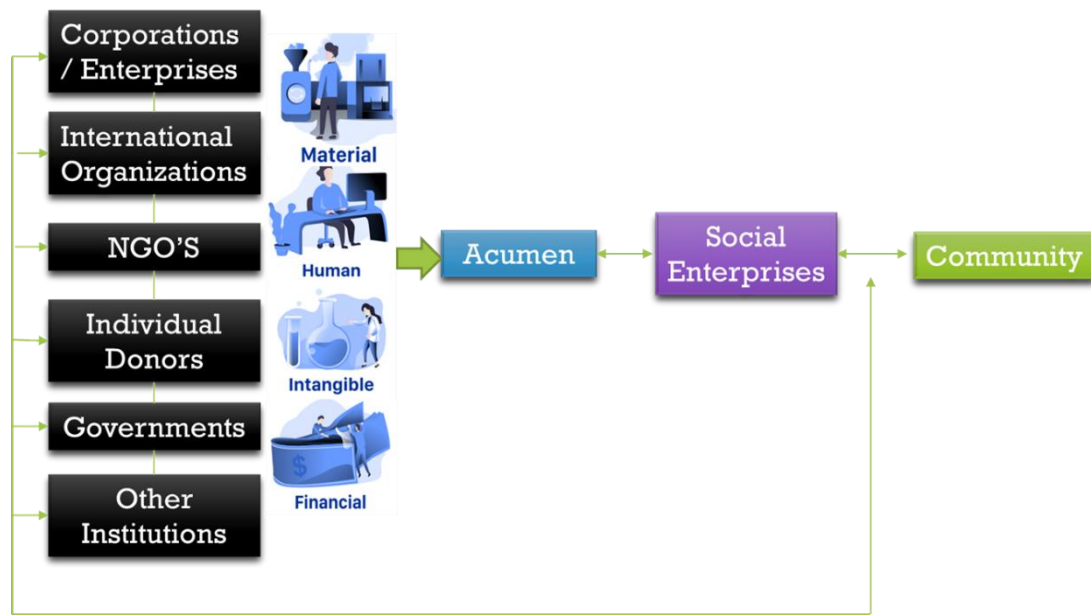 Corporations
/ Enterprises
International
Organizations
NGO'S
Individual
Donors
Governments
Other
Institutions
Material
Human
Intangible
$
Financial
Acumen
Social
Enterprises
Community